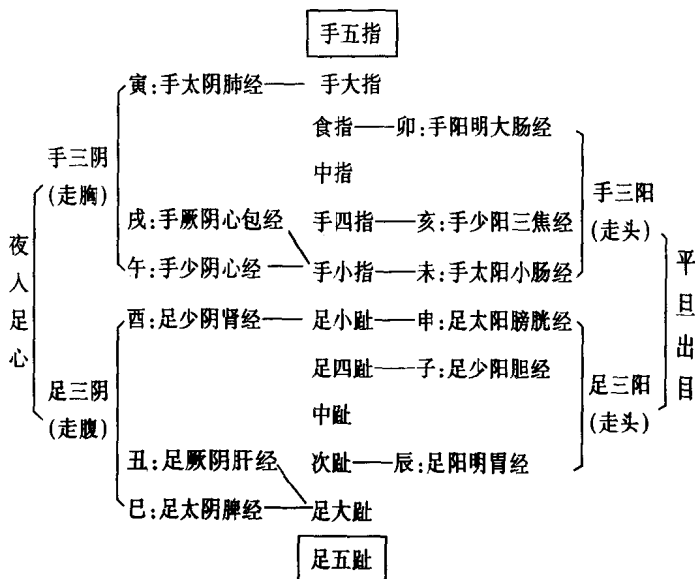 手五指
寅:手太阴肺经——手大指
食指——卯:手阳明大肠经
手三阴
(走胸)
中指
手三阳
(走头)
戌:手厥阴心包经
手四指——亥:手少阳三焦经
午:手少阴心经——手小指——未:手太阳小肠经
夜人足心
平旦出目
酉:足少阴肾经——足小趾——申:足太阳膀胱经
足四趾——子:足少阳胆经
足三阴
(走腹)
中趾
足三阳
(走头)
丑:足厥阴肝经
次趾——辰:足阳明胃经
巳:足太阴脾经——足大趾
足五趾